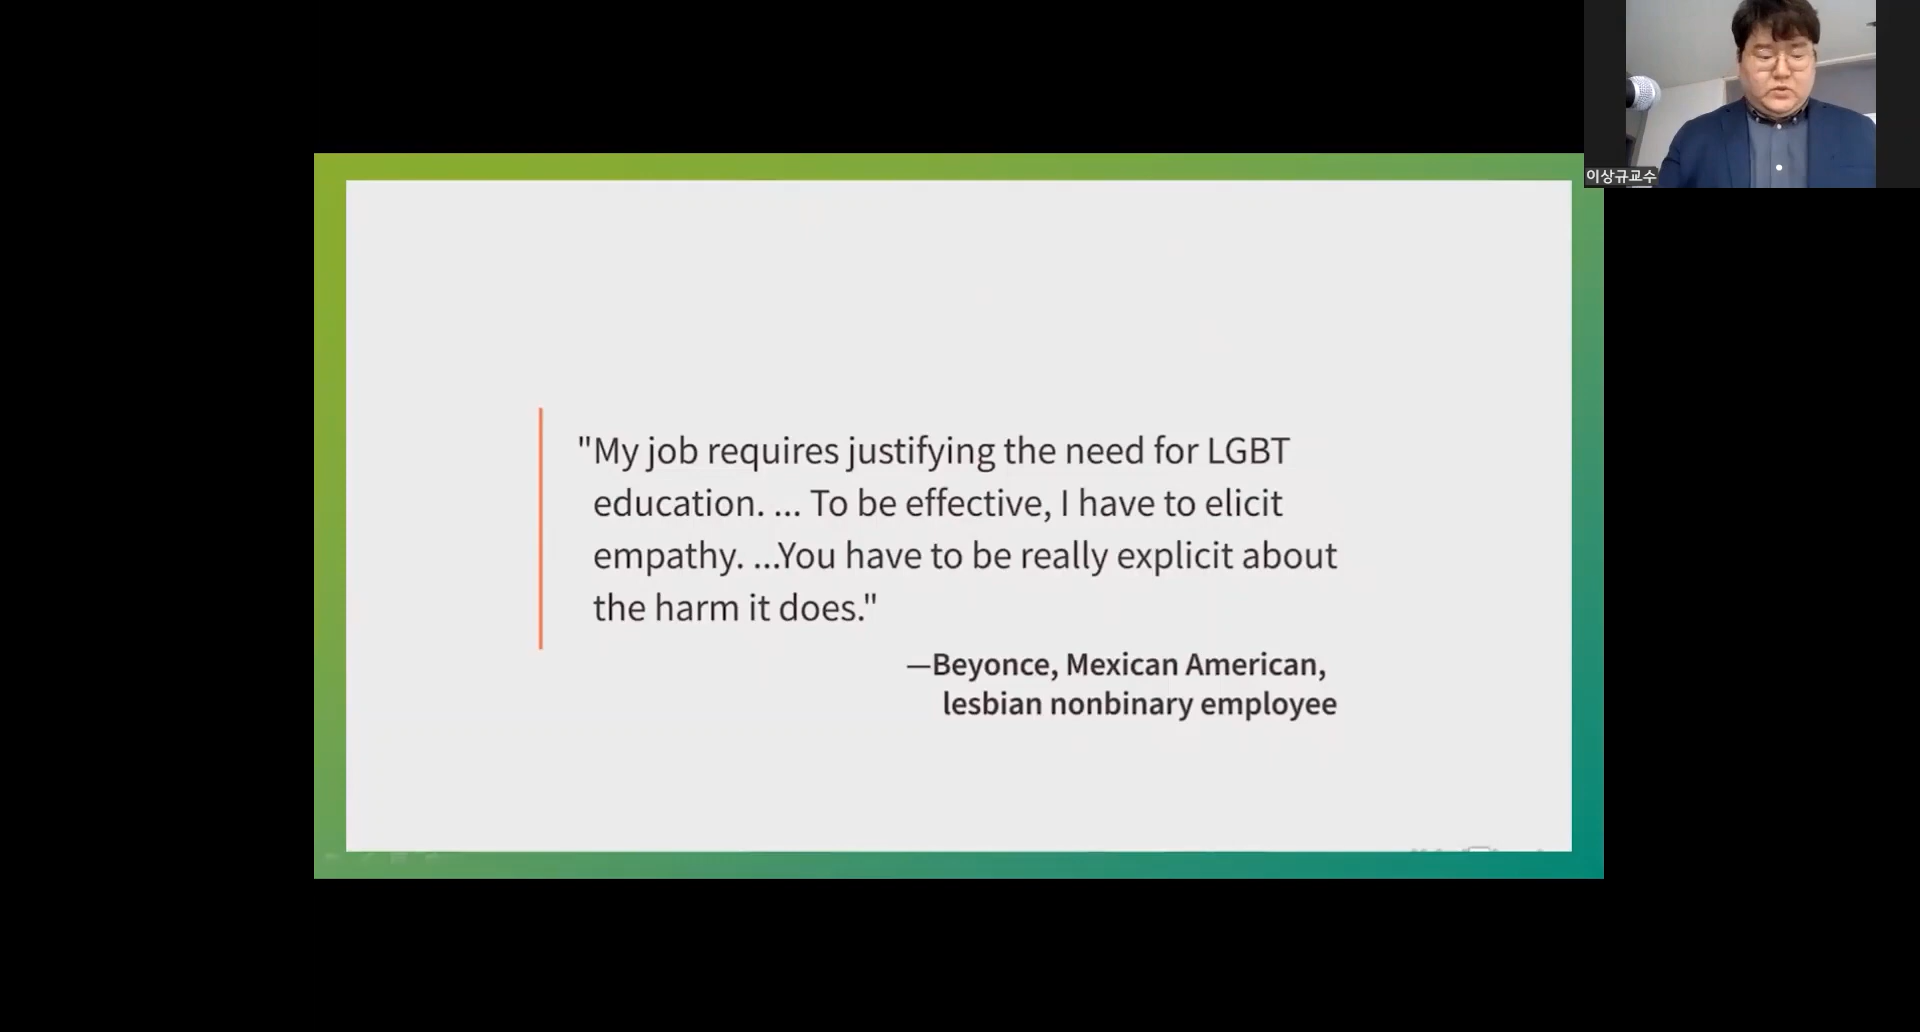 이상규교수
"My job requires justifying the need for LGBT
education. ... To be effective, I have to elicit
empathy. ...You have to be really explicit about
the harm it does."
—Beyonce, Mexican American,
lesbian nonbinary employee